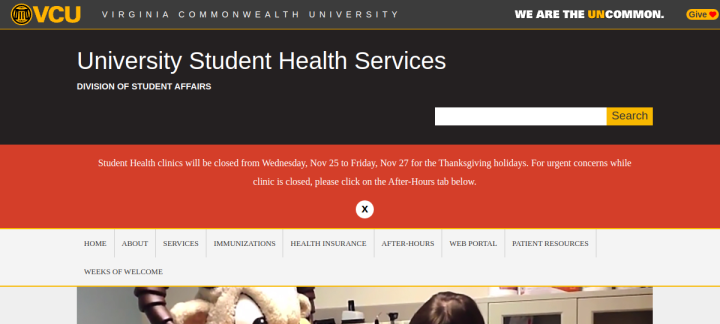 VCU VIRGINIA COMMONWEALTH UNIVERSITY WE ARE THE UNCOMMON. Give
University Student Health Services
DIVISION OF STUDENT AFFAIRS
Search
Student Health clinics will be closed from Wednesday, Nov 25 to Friday, Nov 27 for the Thanksgiving holidays. For urgent concerns while
clinic is closed, please click on the After-Hours tab below.
X
HOME ABOUT SERVICES IMMUNIZATIONS HEALTH INSURANCE AFTER-HOURS WEB PORTAL PATIENT RESOURCES
WEEKS OF WELCOME